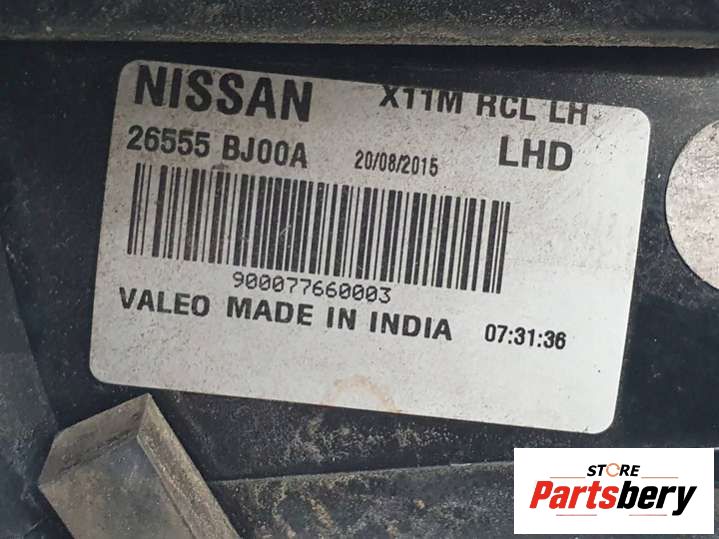 NISSAN X11M RCL LH
26555 BJ00A 20/08/2015 LHD
900077660003
VALEO MADE IN INDIA 07:31:36
STORE
Partsbery